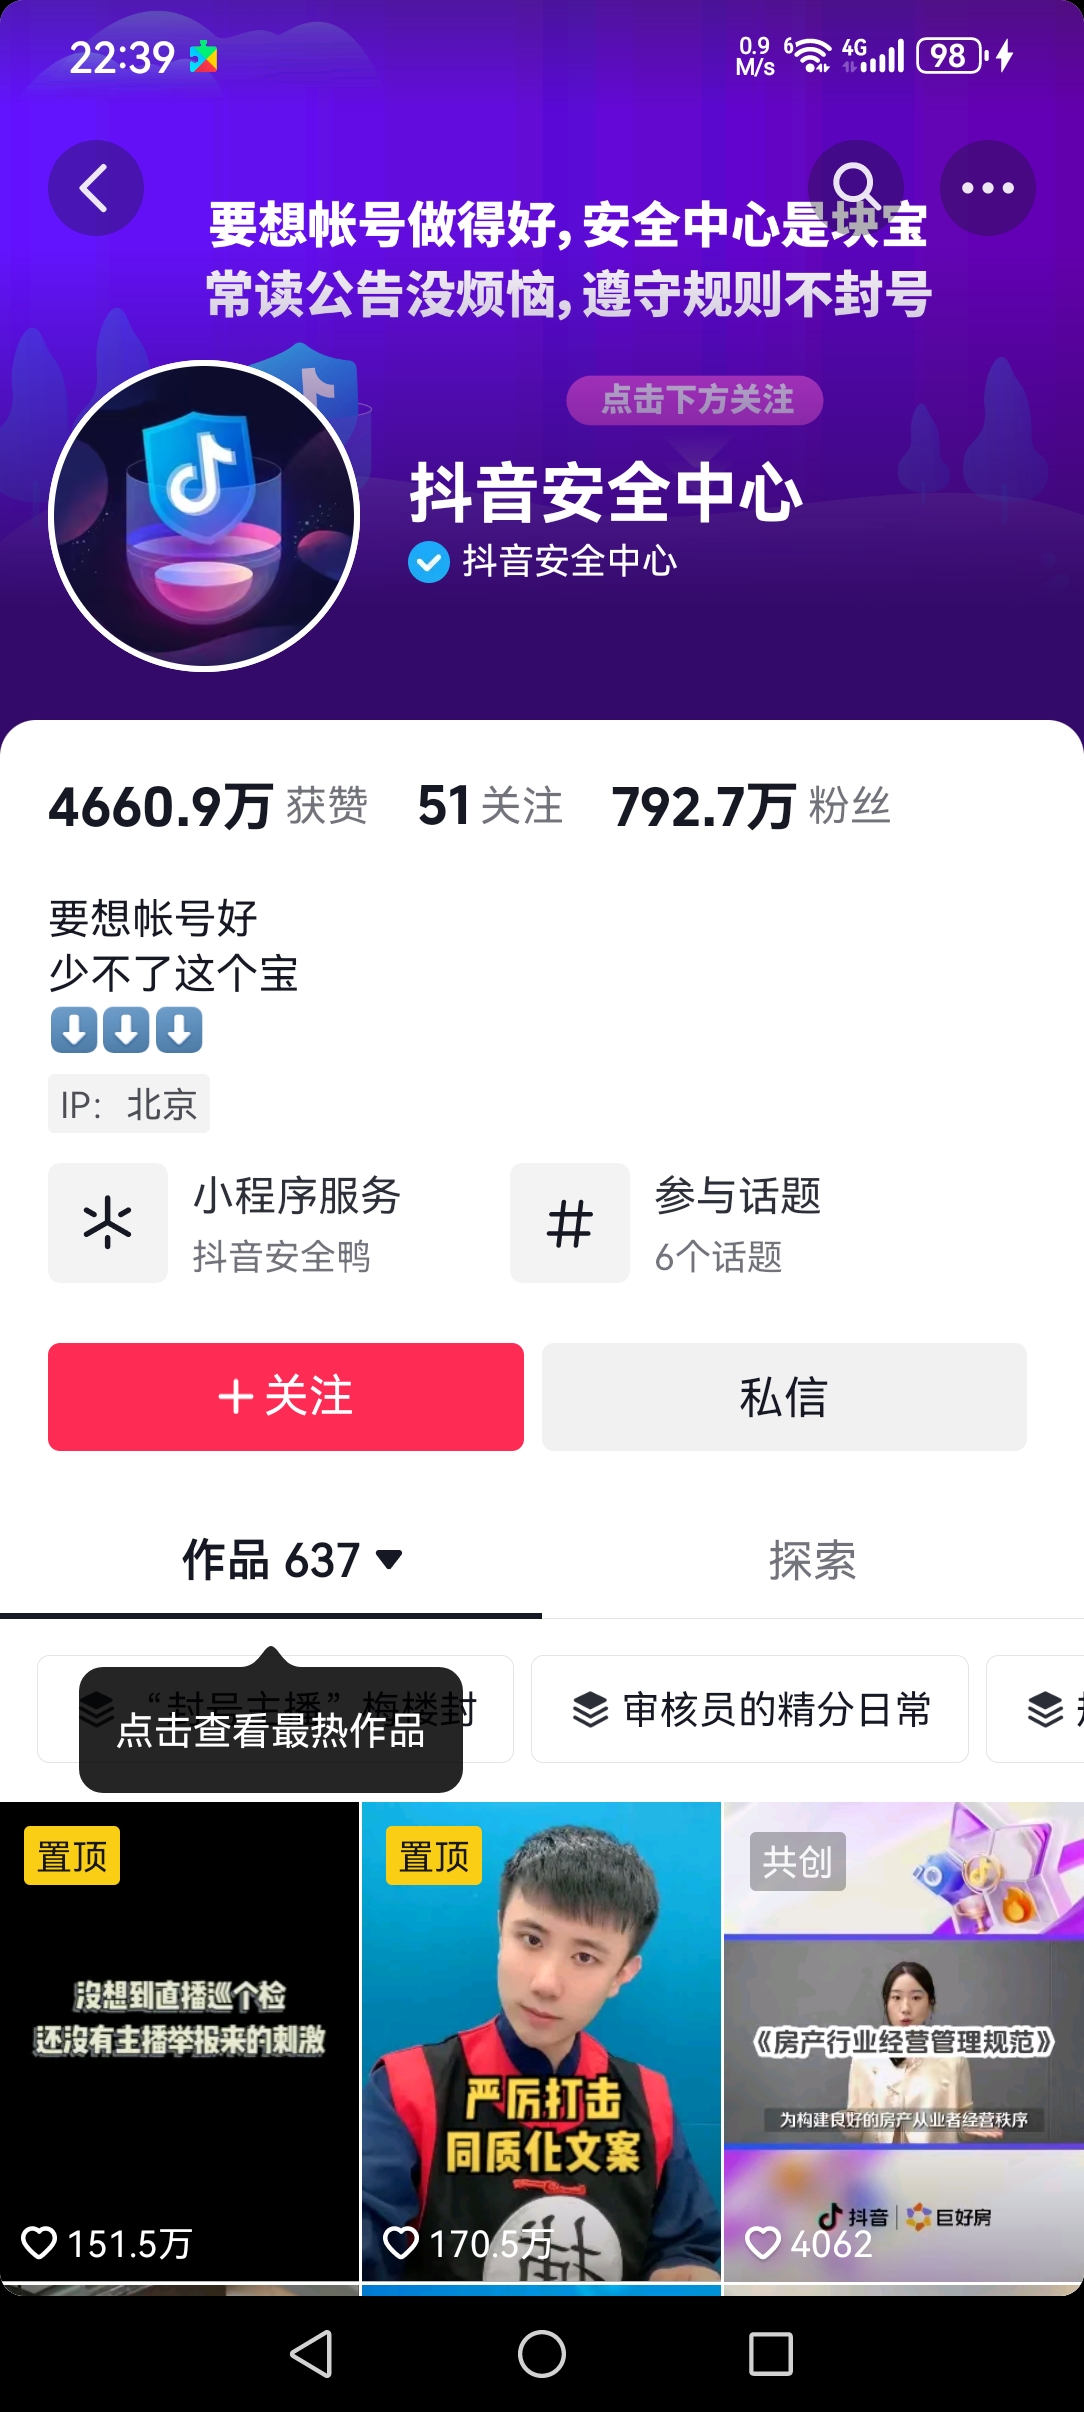 22:39
0.9 M/s 6 4G 98
要想帐号做得好,安全中心是块宝
常读公告没烦恼,遵守规则不封号
点击下方关注
抖音安全中心
抖音安全中心
4660.9万 获赞 51 关注 792.7万 粉丝
要想帐号好
少不了这个宝
IP: 北京
小程序服务
抖音安全鸭
参与话题
6个话题
关注
私信
作品 637
探索
“封号主播”梅楼封
点击查看最热作品
审核员的精分日常
置顶
没想到直播巡个检
还没有主播举报来的刺激
151.5万
置顶
严厉打击
同质化文案
170.5万
共创
《房产行业经营管理规范》
为构建良好的房产从业者经营秩序
抖音 | 巨好房
4062